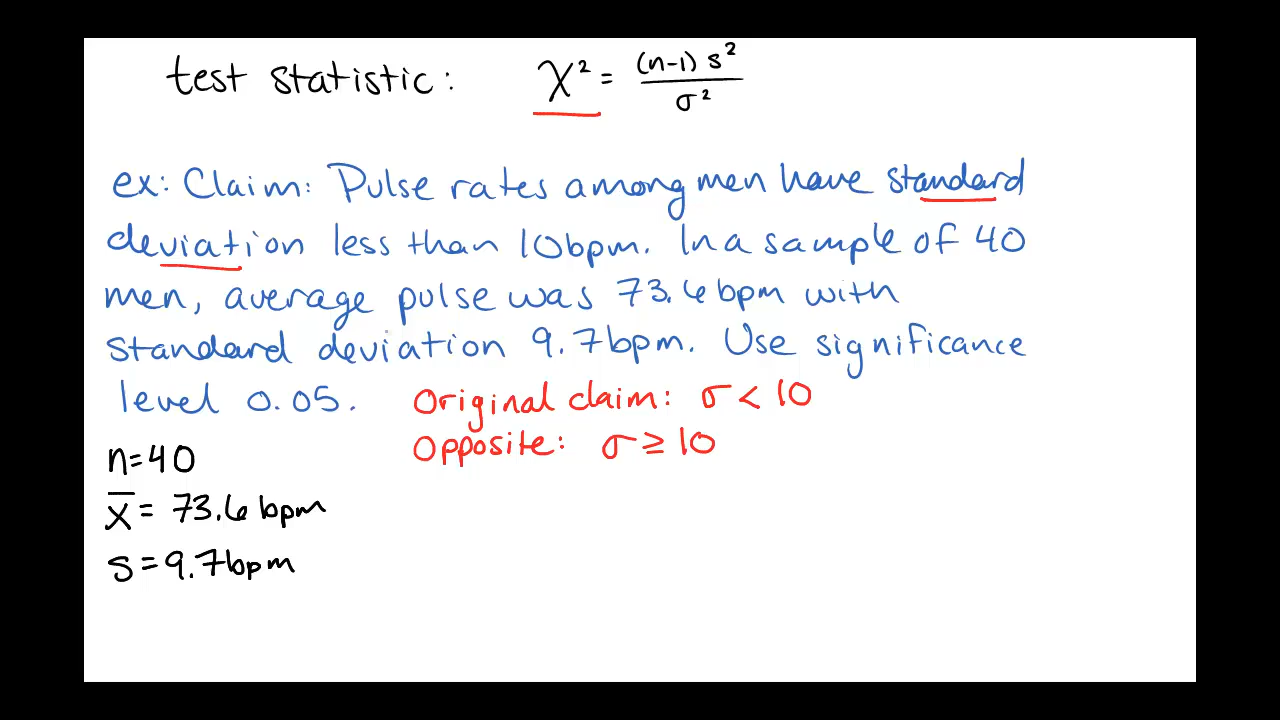 test statistic: χ² = (n-1) s² / σ²
ex: Claim: Pulse rates among men have standard
deviation less than 10bpm. In a sample of 40
men, average pulse was 73.6 bpm with
standard deviation 9.7bpm. Use significance
level 0.05. Original claim: σ < 10
Opposite: σ ≥ 10
n=40
x̅ = 73.6 bpm
s = 9.7bpm